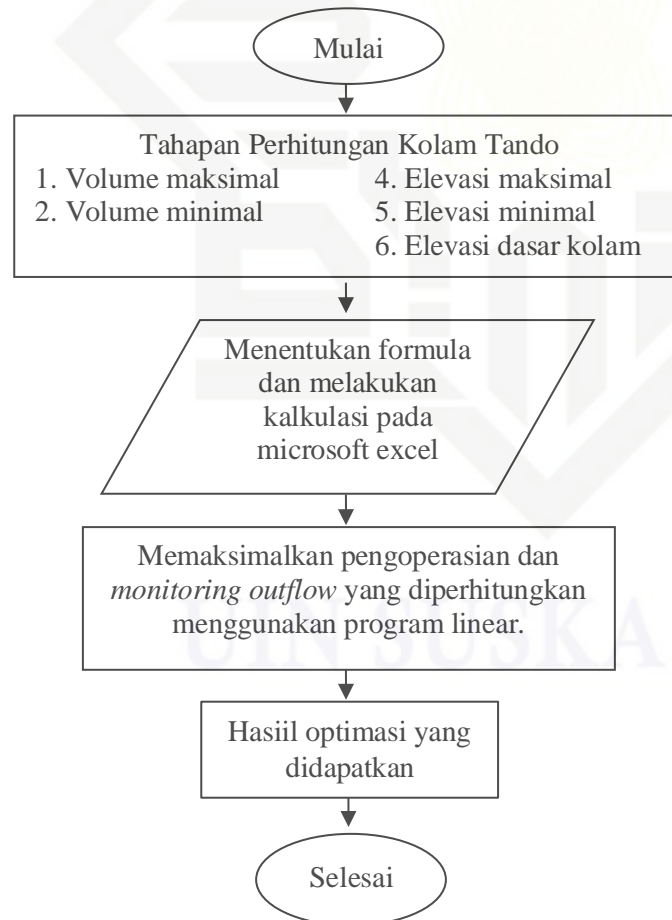 Mulai
Tahapan Perhitungan Kolam Tando
1. Volume maksimal
2. Volume minimal
4. Elevasi maksimal
5. Elevasi minimal
6. Elevasi dasar kolam
Menentukan formula
dan melakukan
kalkulasi pada
microsoft excel
Memaksimalkan pengoperasian dan
monitoring outflow yang diperhitungkan
menggunakan program linear.
UIN SUSKA
Hasiil optimasi yang
didapatkan
Selesai